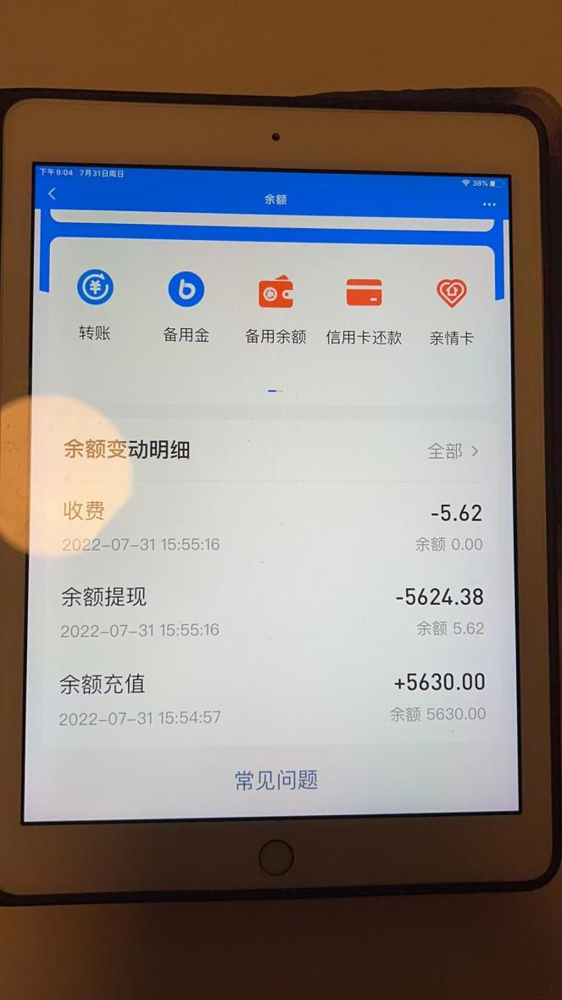 下午9:04 7月31日周日 38%
余额
转账 备用金 备用余额 信用卡还款 亲情卡
余额变动明细 全部
收费 -5.62
2022-07-31 15:55:16 余额 0.00
余额提现 -5624.38
2022-07-31 15:55:16 余额 5.62
余额充值 +5630.00
2022-07-31 15:54:57 余额 5630.00
常见问题